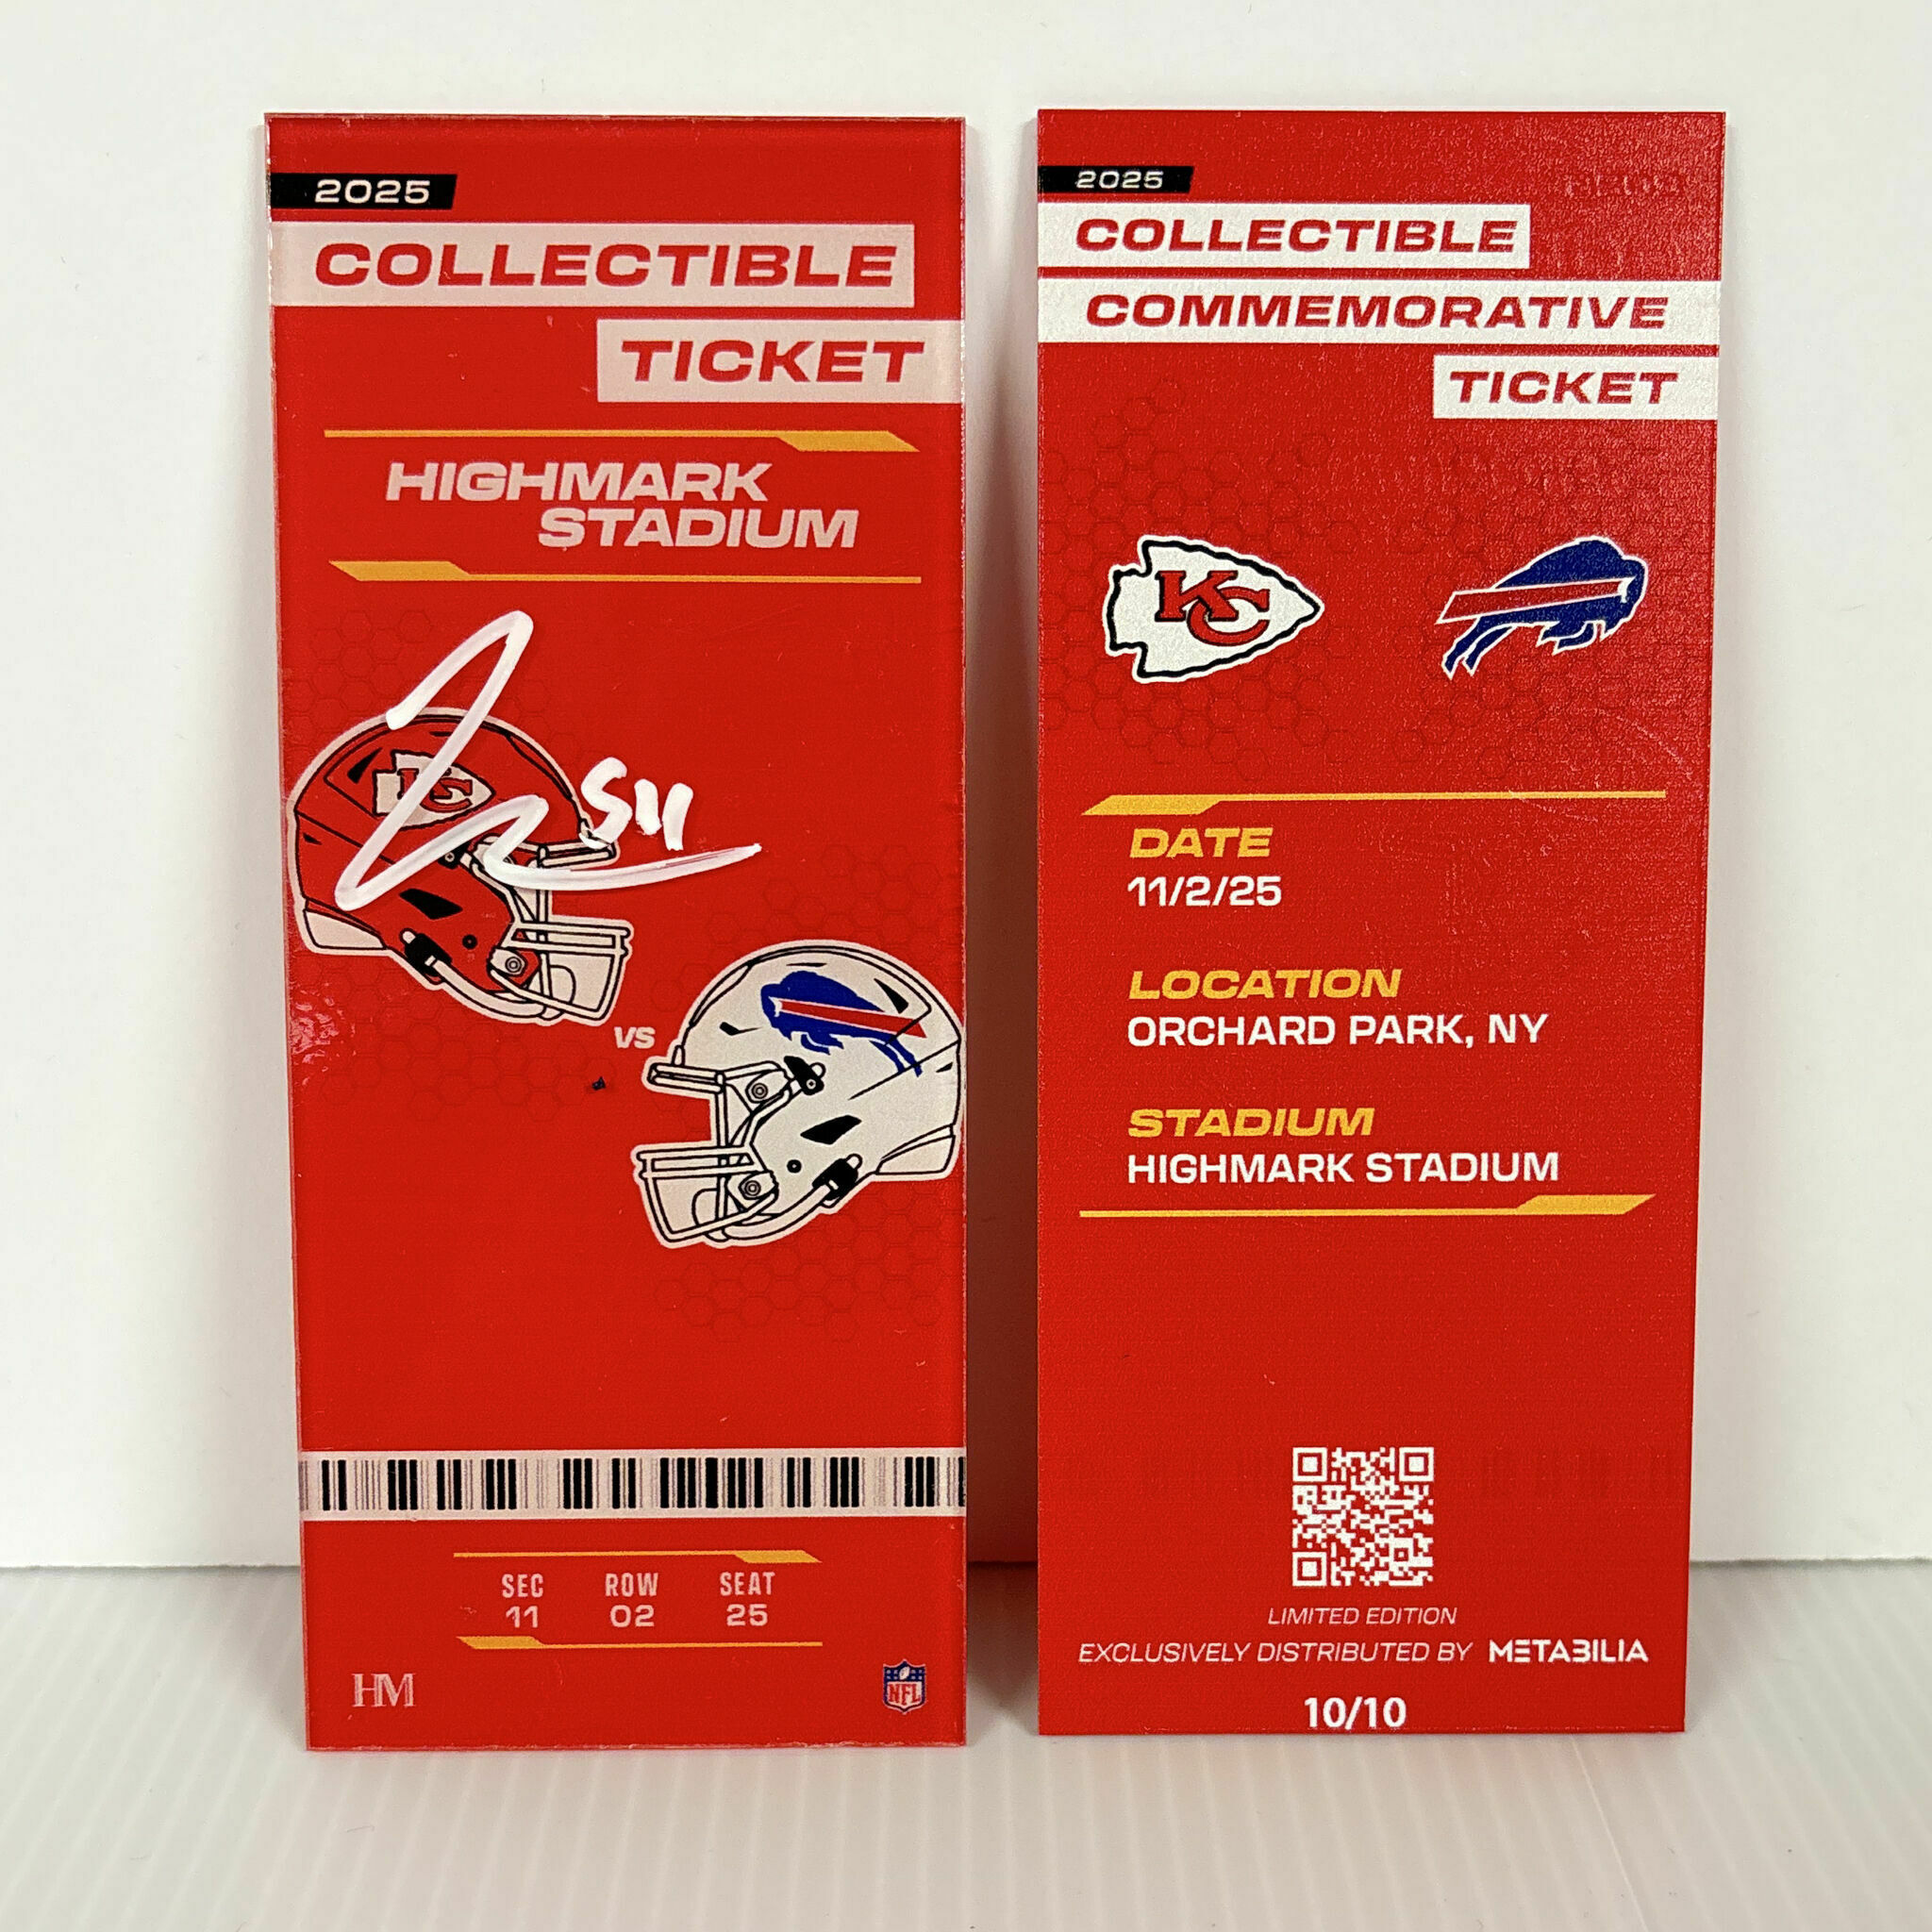 2025
COLLECTIBLE
TICKET
HIGHMARK
STADIUM
KC
54
VS
SEC ROW SEAT
11 02 25
HM
NFL
2025
COLLECTIBLE
COMMEMORATIVE
TICKET
KC
DATE
11/2/25
LOCATION
ORCHARD PARK, NY
STADIUM
HIGHMARK STADIUM
LIMITED EDITION
EXCLUSIVELY DISTRIBUTED BY METABILIA
10/10